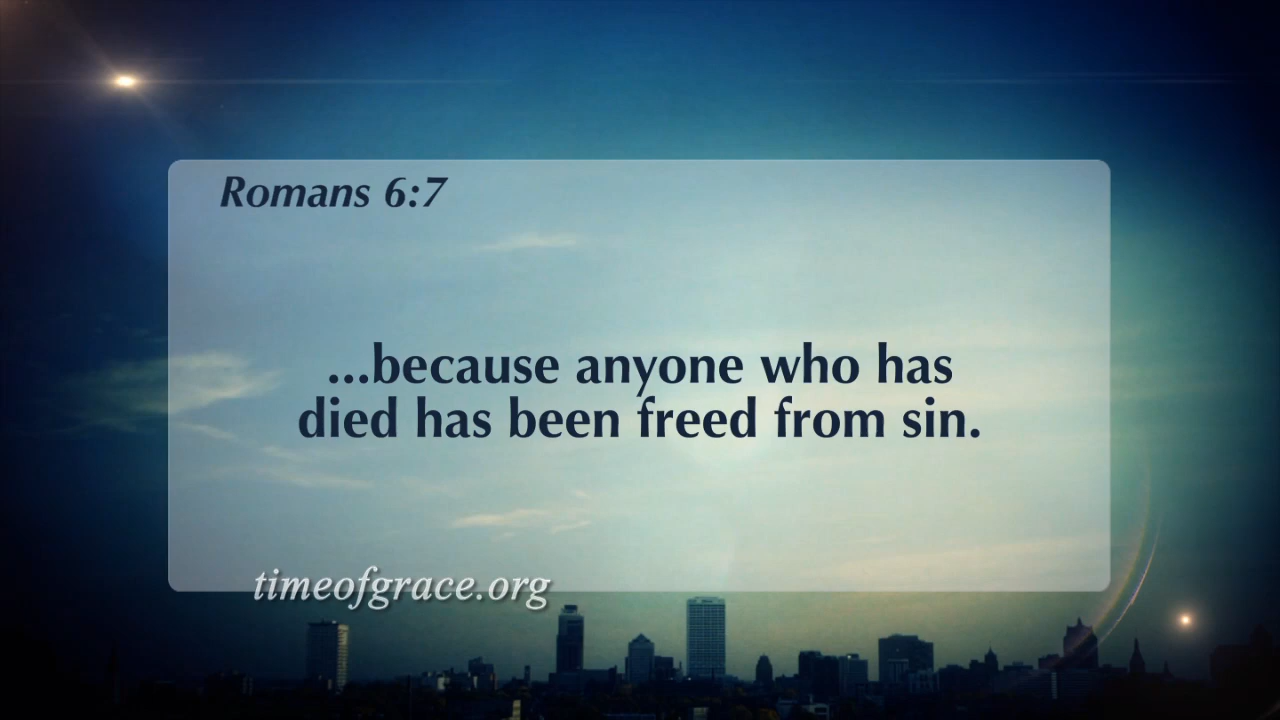 Romans 6:7
...because anyone who has
died has been freed from sin.
timeofgrace.org